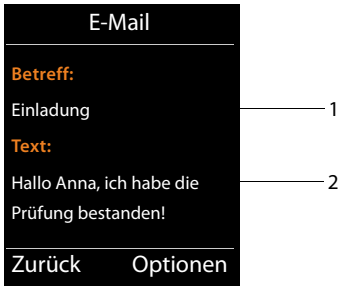 E-Mail
Betreff:
Einladung 1
Text:
Hallo Anna, ich habe die 2
Prüfung bestanden!
Zurück Optionen